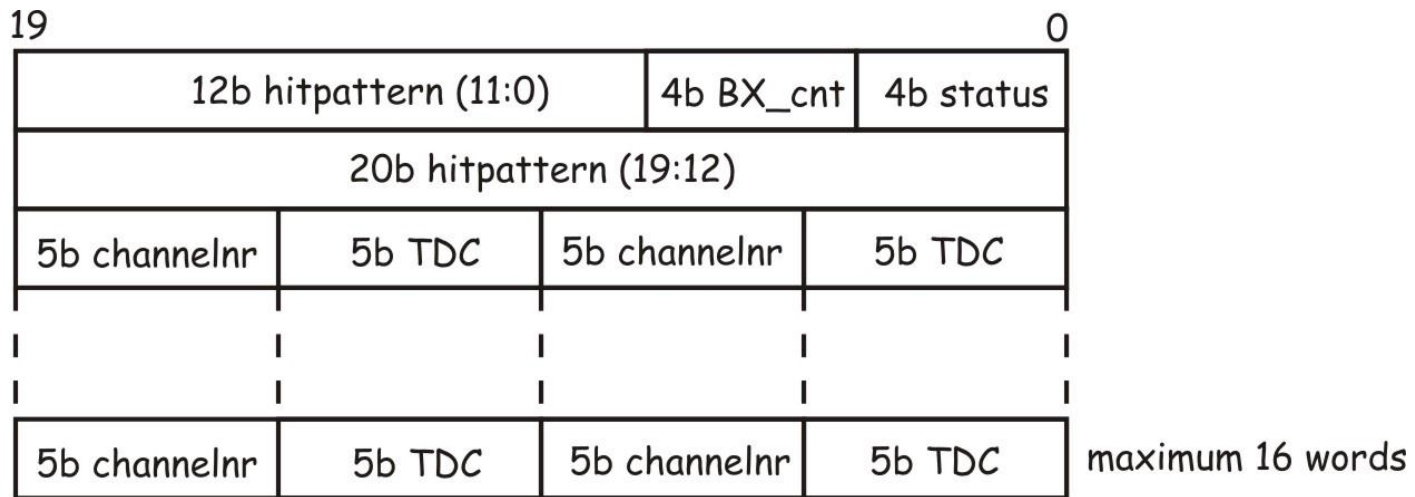 19 0
12b hitpattern (11:0) 4b BX_cnt 4b status
20b hitpattern (19:12)
5b channelnr 5b TDC 5b channelnr 5b TDC
5b channelnr 5b TDC 5b channelnr 5b TDC maximum 16 words